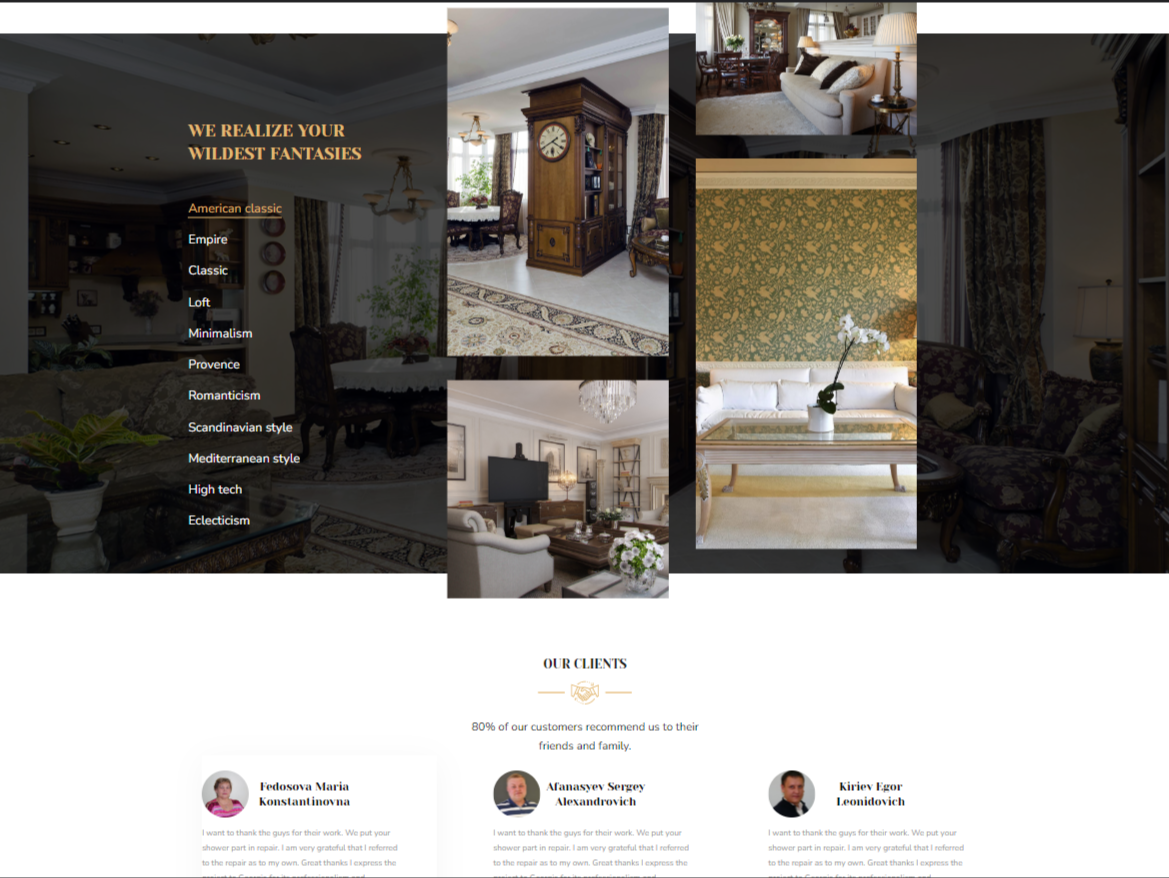 WE REALIZE YOUR
WILDEST FANTASIES
American classic
Empire
Classic
Loft
Minimalism
Provence
Romanticism
Scandinavian style
Mediterranean style
High tech
Eclecticism
OUR CLIENTS
80% of our customers recommend us to their
friends and family.
Fedosova Maria
Konstantinovna
I want to thank the guys for their work. We put your
shower part in repair. I am very grateful that I referred
to the repair as to my own. Great thanks I express the
Afanasyev Sergey
Alexandrovich
I want to thank the guys for their work. We put your
shower part in repair. I am very grateful that I referred
to the repair as to my own. Great thanks I express the
Kiriev Egor
Leonidovich
I want to thank the guys for their work. We put your
shower part in repair. I am very grateful that I referred
to the repair as to my own. Great thanks I express the